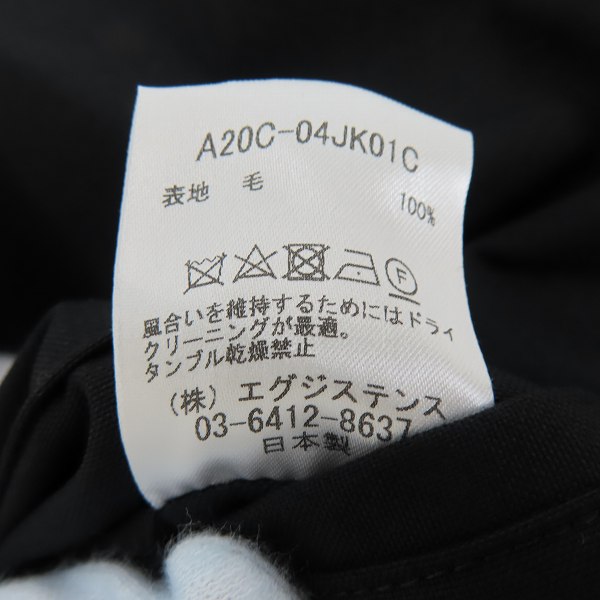 A20C-04JK01C
表地 毛 100%
F
風合いを維持するためにはドライ
クリーニングが最適。
タンブル乾燥禁止
(株) エグジステンス
03-6412-8637
日本製